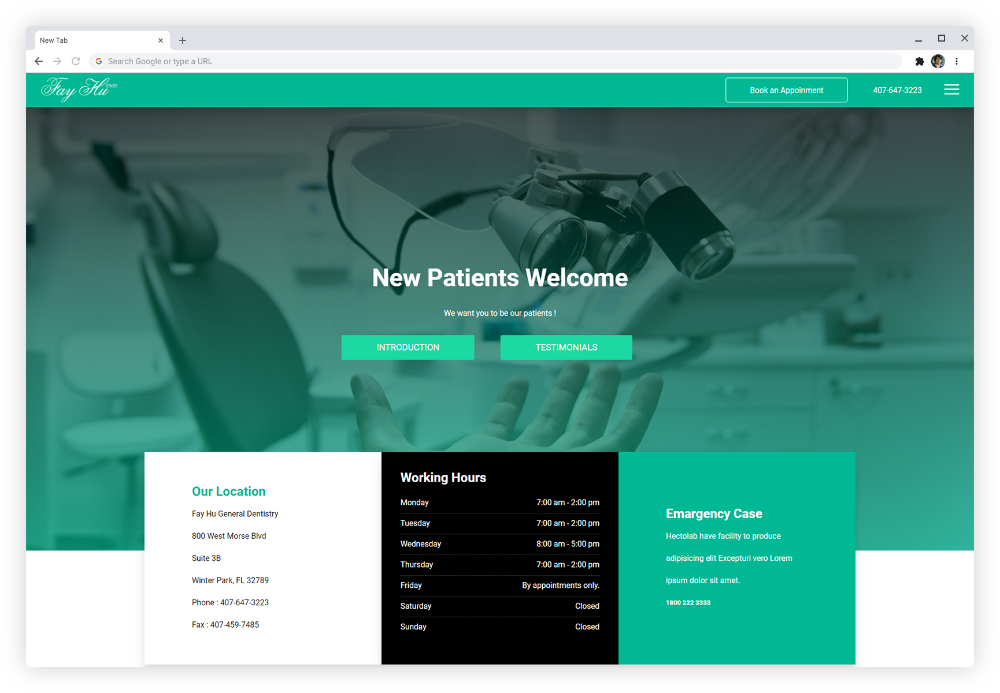 New Tab
Search Google or type a URL
Fay Hu DMD
Book an Appoinment
407-647-3223
New Patients Welcome
We want you to be our patients !
INTRODUCTION
TESTIMONIALS
Our Location
Fay Hu General Dentistry
800 West Morse Blvd
Suite 3B
Winter Park, FL 32789
Phone : 407-647-3223
Fax : 407-459-7485
Working Hours
Monday 7:00 am - 2:00 pm
Tuesday 7:00 am - 2:00 pm
Wednesday 8:00 am - 5:00 pm
Thursday 7:00 am - 2:00 pm
Friday By appointments only.
Saturday Closed
Sunday Closed
Emargency Case
Hectolab have facility to produce
adipisicing elit Excepturi vero Lorem
ipsum dolor sit amet.
1800 222 3333